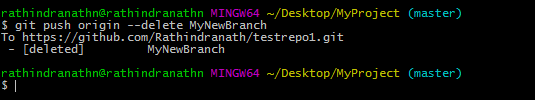 rathindranathn@rathindranathn MINGW64 ~/Desktop/MyProject (master)
$ git push origin --delete MyNewBranch
To https://github.com/Rathindranath/testrepo1.git
 - [deleted]         MyNewBranch
rathindranathn@rathindranathn MINGW64 ~/Desktop/MyProject (master)
$